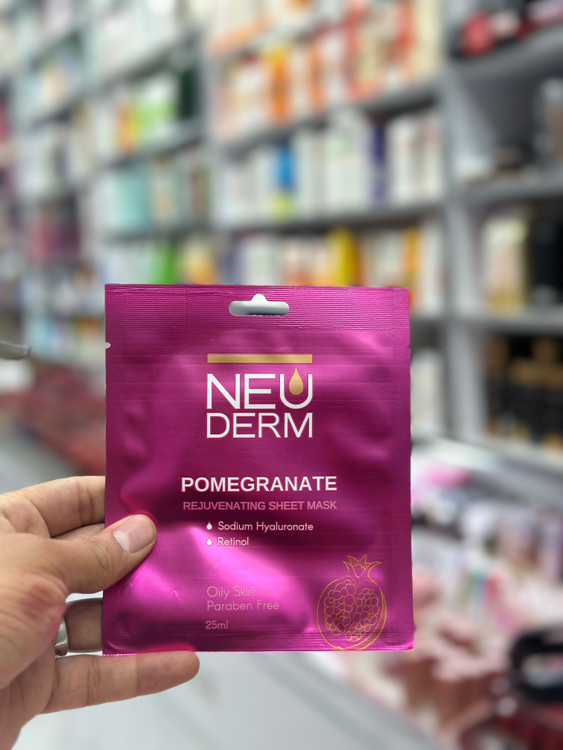 NEU
DERM
POMEGRANATE
REJUVENATING SHEET MASK
Sodium Hyaluronate
Retinol
Oily Skin
Paraben Free
25ml